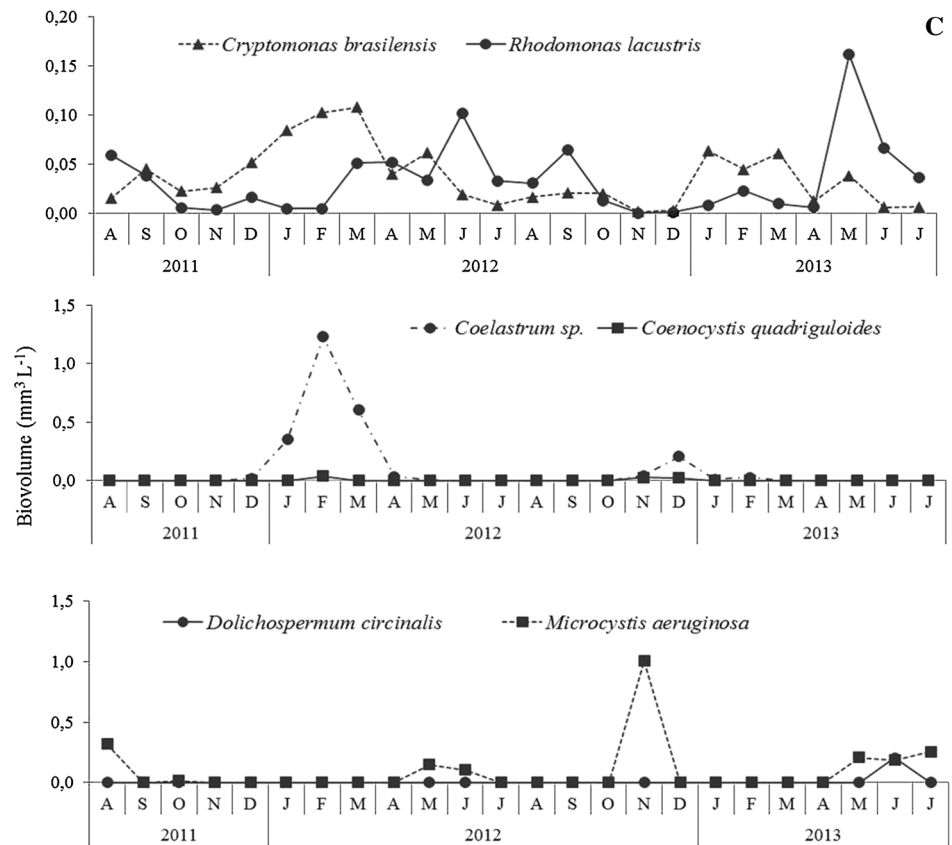 C
Cryptomonas brasilensis Rhodomonas lacustris
0,20
0,15
0,10
0,05
0,00
A S O N D J F M A M J J A S O N D J F M A M J J
2011 2012 2013
Biovolume (mm³ L⁻¹)
Coelastrum sp. Coenocystis quadriguloides
1,5
1,0
0,5
0,0
A S O N D J F M A M J J A S O N D J F M A M J J
2011 2012 2013
Dolichospermum circinalis Microcystis aeruginosa
1,5
1,0
0,5
0,0
A S O N D J F M A M J J A S O N D J F M A M J J
2011 2012 2013